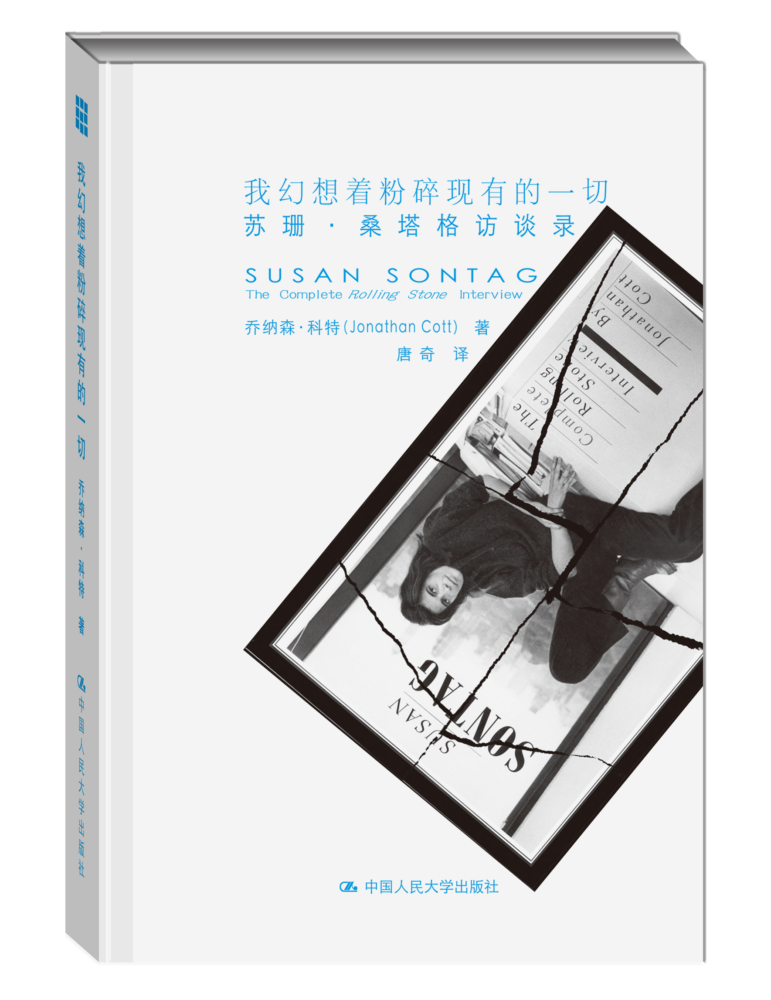 我幻想着粉碎现有的一切
苏珊·桑塔格访谈录
SUSAN SONTAG
The Complete Rolling Stone Interview
乔纳森·科特(Jonathan Cott) 著
唐奇 译
SUSAN
SONTAG
The
Complete
Rolling
Stone
Interview
By
Jonathan
Cott
中国人民大学出版社
我幻想着粉碎现有的一切 乔纳森·科特 著 中国人民大学出版社